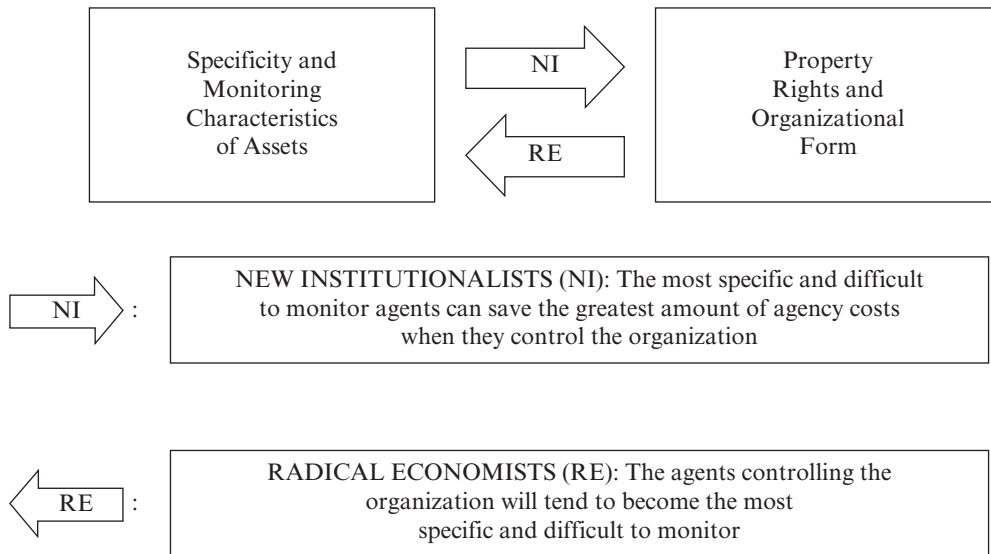 Specificity and
Monitoring
Characteristics
of Assets
NI
RE
Property
Rights and
Organizational
Form
NI :
NEW INSTITUTIONALISTS (NI): The most specific and difficult
to monitor agents can save the greatest amount of agency costs
when they control the organization
RE :
RADICAL ECONOMISTS (RE): The agents controlling the
organization will tend to become the most
specific and difficult to monitor